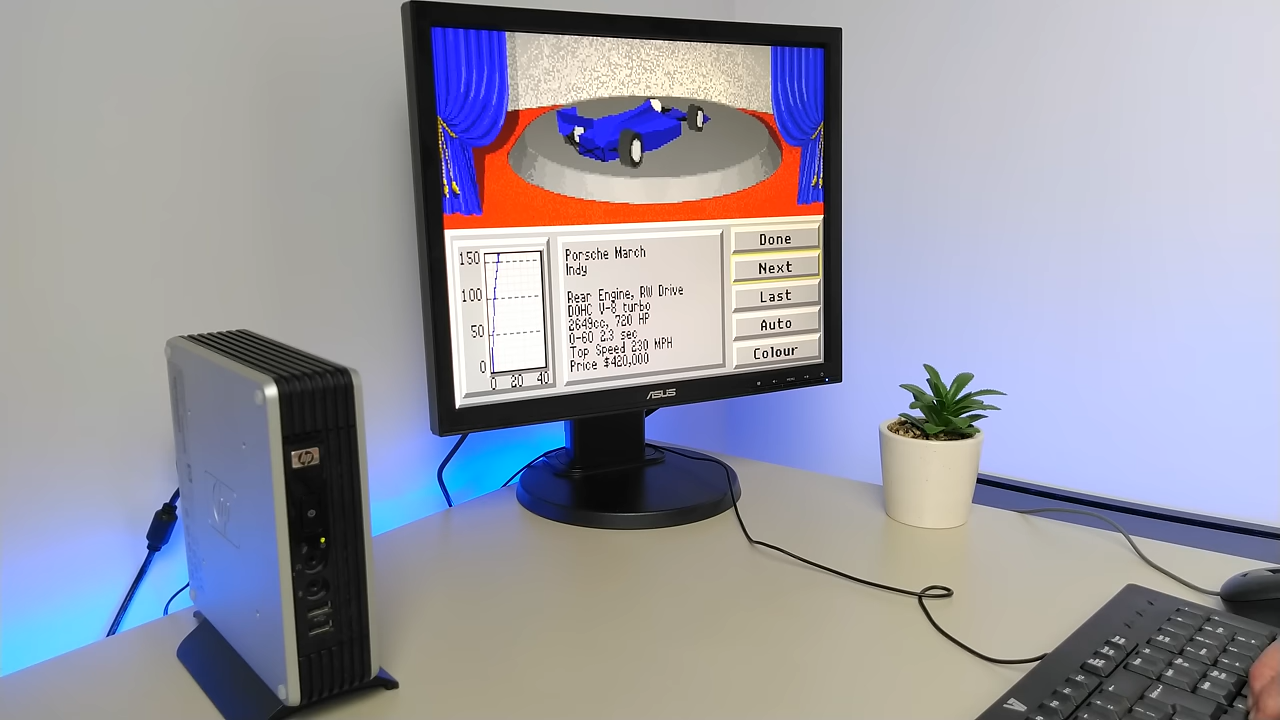 150
100
50
0
0 20 40
Porsche March
Indy
Rear Engine, RW Drive
DOHC V-8 turbo
2649cc, 720 HP
0-60 2.3 sec
Top Speed 230 MPH
Price $420,000
Done
Next
Last
Auto
Colour
ASUS
hp